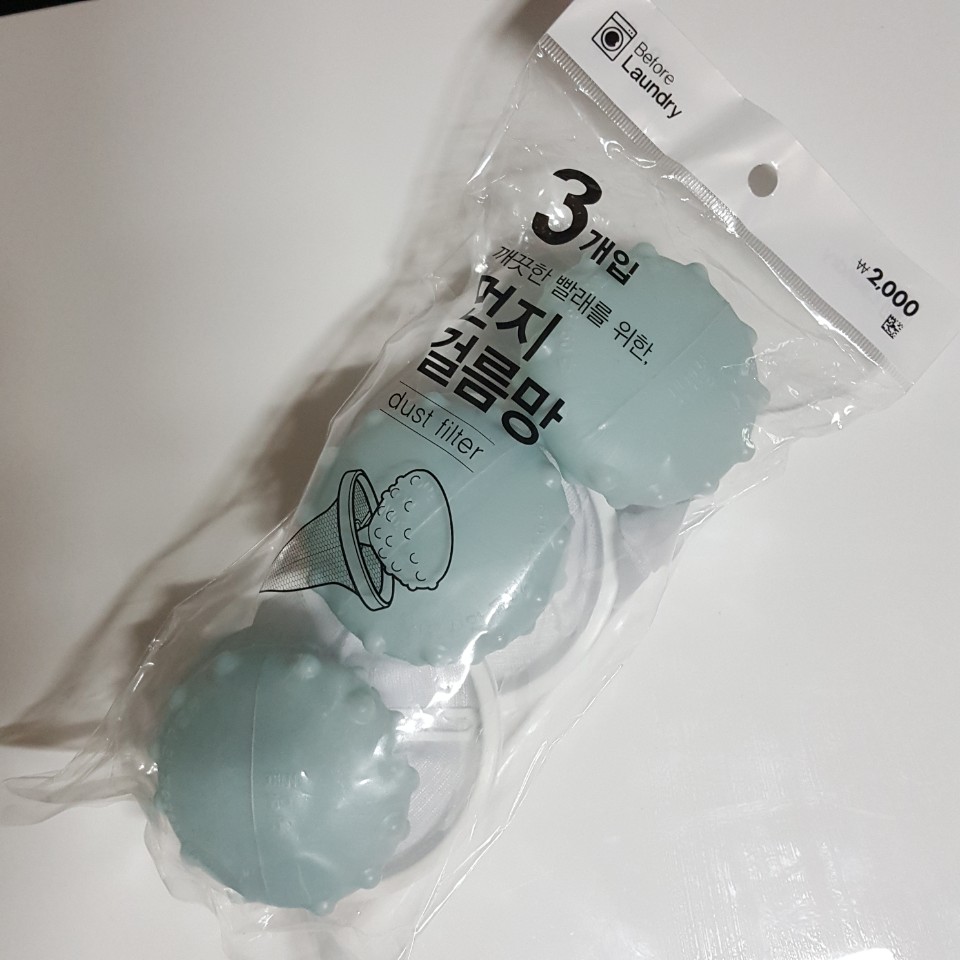 Before
Laundry
₩2,000
3개입
깨끗한 빨래를 위한,
먼지
걸름망
dust filter